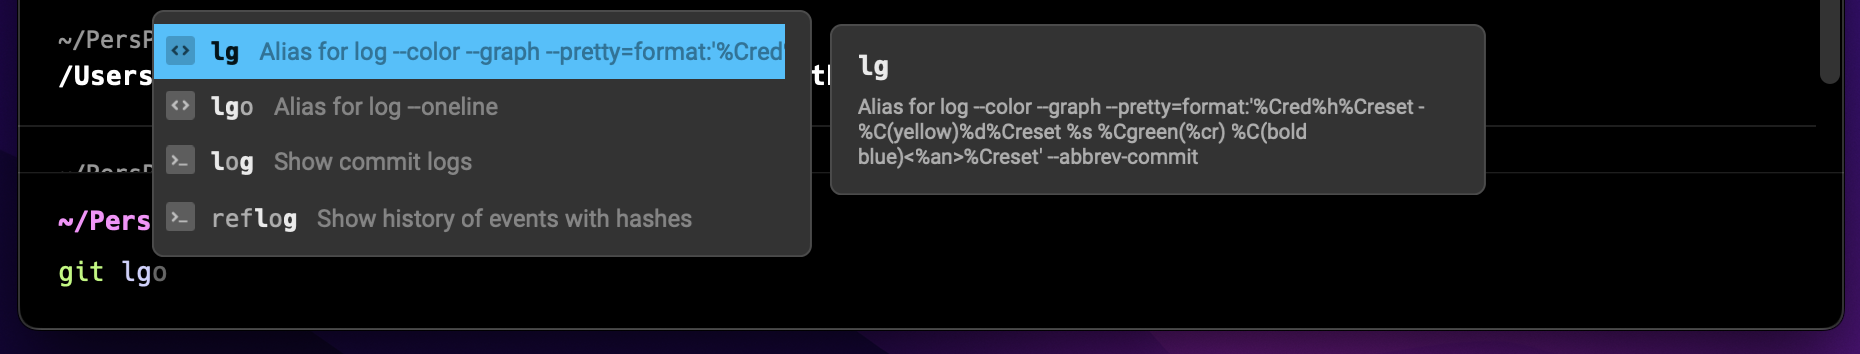 ~/PersP
/Users
lg Alias for log --color --graph --pretty=format:'%Cred%
lgo Alias for log --oneline
log Show commit logs
reflog Show history of events with hashes
lg
Alias for log --color --graph --pretty=format:'%Cred%h%Creset -
%C(yellow)%d%Creset %s %Cgreen(%cr) %C(bold
blue)<%an>%Creset' --abbrev-commit
~/Pers
git lgo